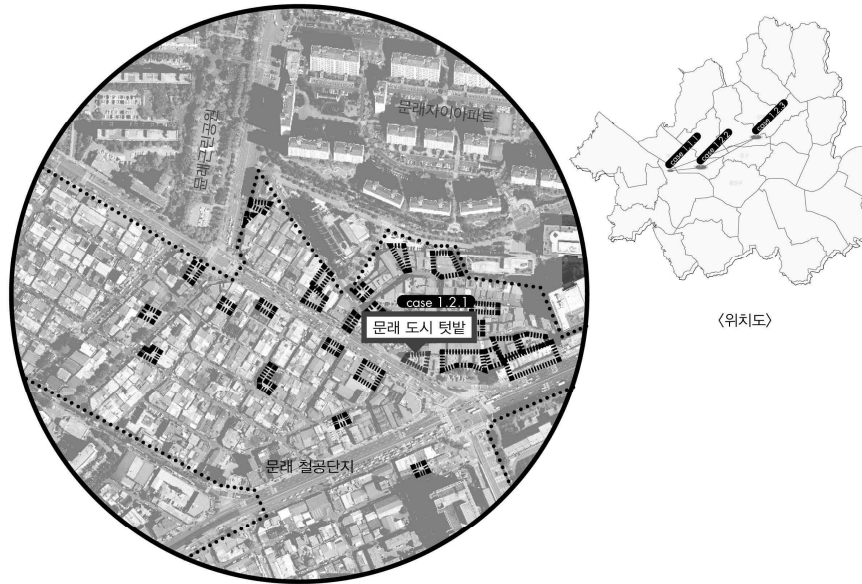 문래자이아파트
문래그린공원
case 1.2.1
문래 도시 텃밭
문래 철공단지
case 1.1.1
case 1.2.2
case 1.2.3
〈위치도〉